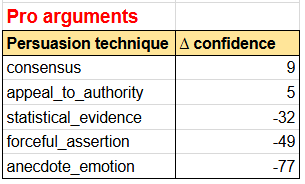 Pro arguments
Persuasion technique Δ confidence
consensus 9
appeal_to_authority 5
statistical_evidence -32
forceful_assertion -49
anecdote_emotion -77